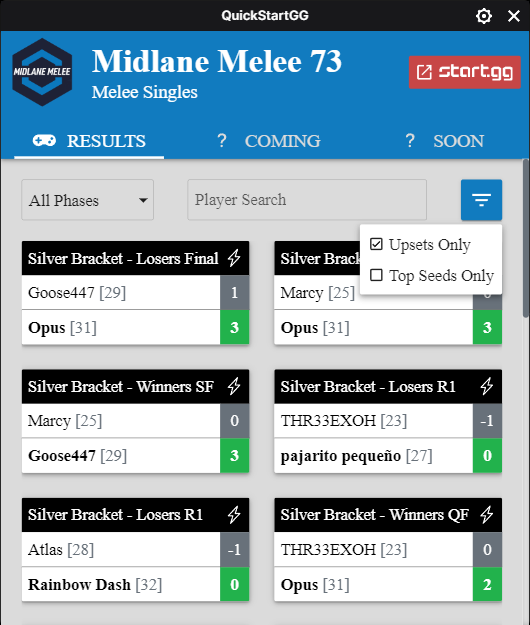 QuickStartGG
MIDLANE MELEE
Midlane Melee 73
Melee Singles
start.gg
RESULTS
? COMING
? SOON
All Phases
Player Search
Upsets Only
Top Seeds Only
Silver Bracket - Losers Final
Goose447 [29] 1
Opus [31] 3
Silver
Marcy [25]
Opus [31] 3
Silver Bracket - Winners SF
Marcy [25] 0
Goose447 [29] 3
Silver Bracket - Losers R1
THR33EXOH [23] -1
pajarito pequeño [27] 0
Silver Bracket - Losers R1
Atlas [28] -1
Rainbow Dash [32] 0
Silver Bracket - Winners QF
THR33EXOH [23] 0
Opus [31] 2